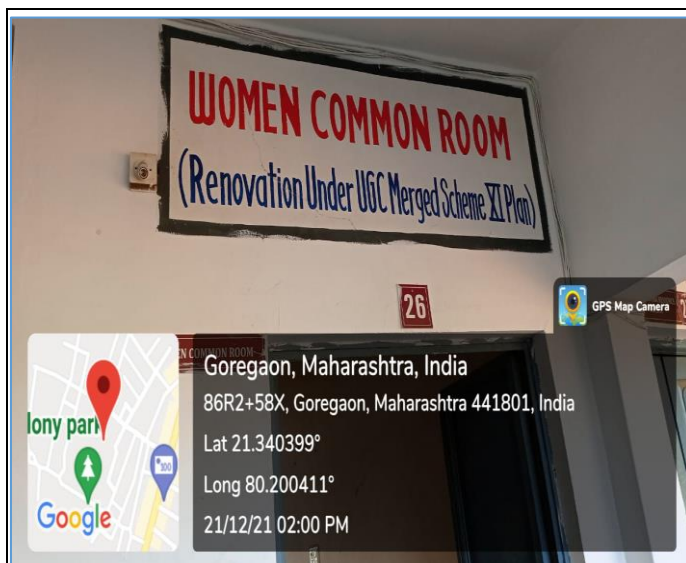 WOMEN COMMON ROOM
(Renovation Under UGC Merged Scheme XI Plan)
26
GPS Map Camera
N COMMON ROOM
Goregaon, Maharashtra, India
86R2+58X, Goregaon, Maharashtra 441801, India
Lat 21.340399°
Long 80.200411°
21/12/21 02:00 PM
lony park
Google